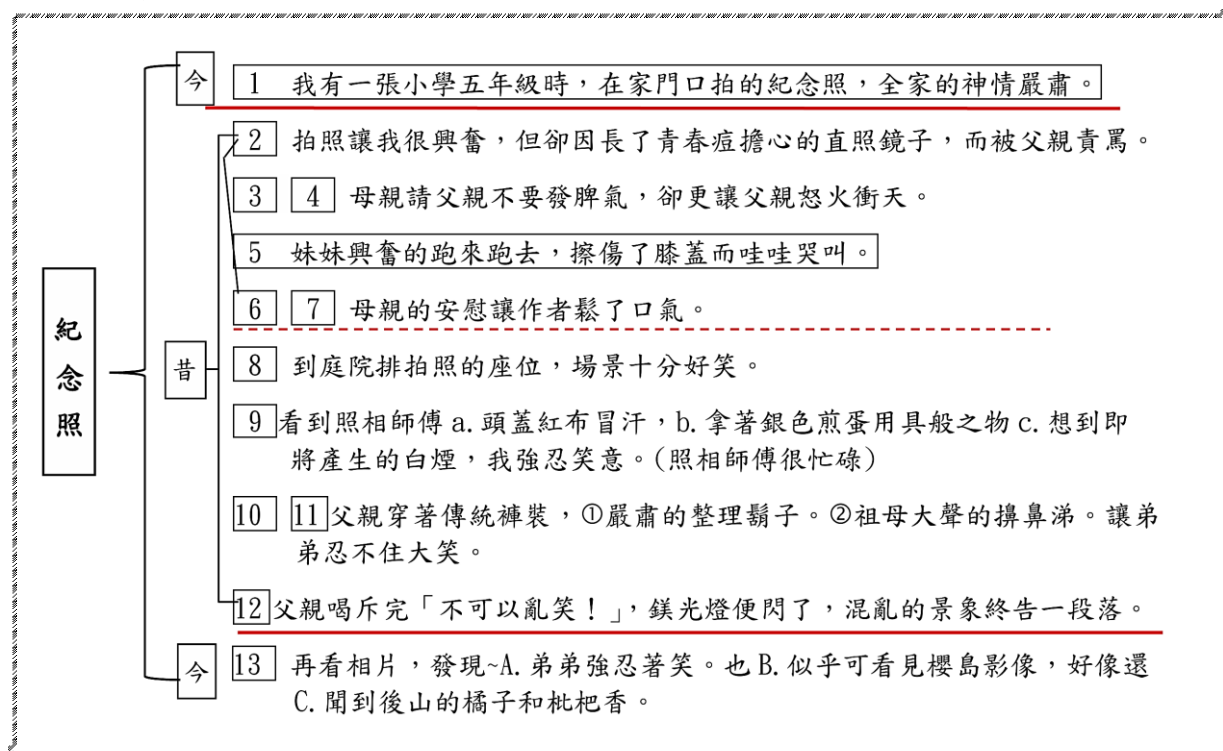 紀念照
今
1 我有一張小學五年級時，在家門口拍的紀念照，全家的神情嚴肅。
昔
2 拍照讓我很興奮，但卻因長了青春痘擔心的直照鏡子，而被父親責罵。
3 4 母親請父親不要發脾氣，卻更讓父親怒火衝天。
5 妹妹興奮的跑來跑去，擦傷了膝蓋而哇哇哭叫。
6 7 母親的安慰讓作者鬆了口氣。
8 到庭院排拍照的座位，場景十分好笑。
9 看到照相師傅 a. 頭蓋紅布冒汗，b. 拿著銀色煎蛋用具般之物 c. 想到即
將產生的白煙，我強忍笑意。(照相師傅很忙碌)
10 11 父親穿著傳統褲裝，①嚴肅的整理鬍子。②祖母大聲的擤鼻涕。讓弟
弟忍不住大笑。
12 父親喝斥完「不可以亂笑！」，鎂光燈便閃了，混亂的景象終告一段落。
今
13 再看相片，發現~A. 弟弟強忍著笑。也 B. 似乎可看見櫻島影像，好像還
C. 聞到後山的橘子和枇杷香。